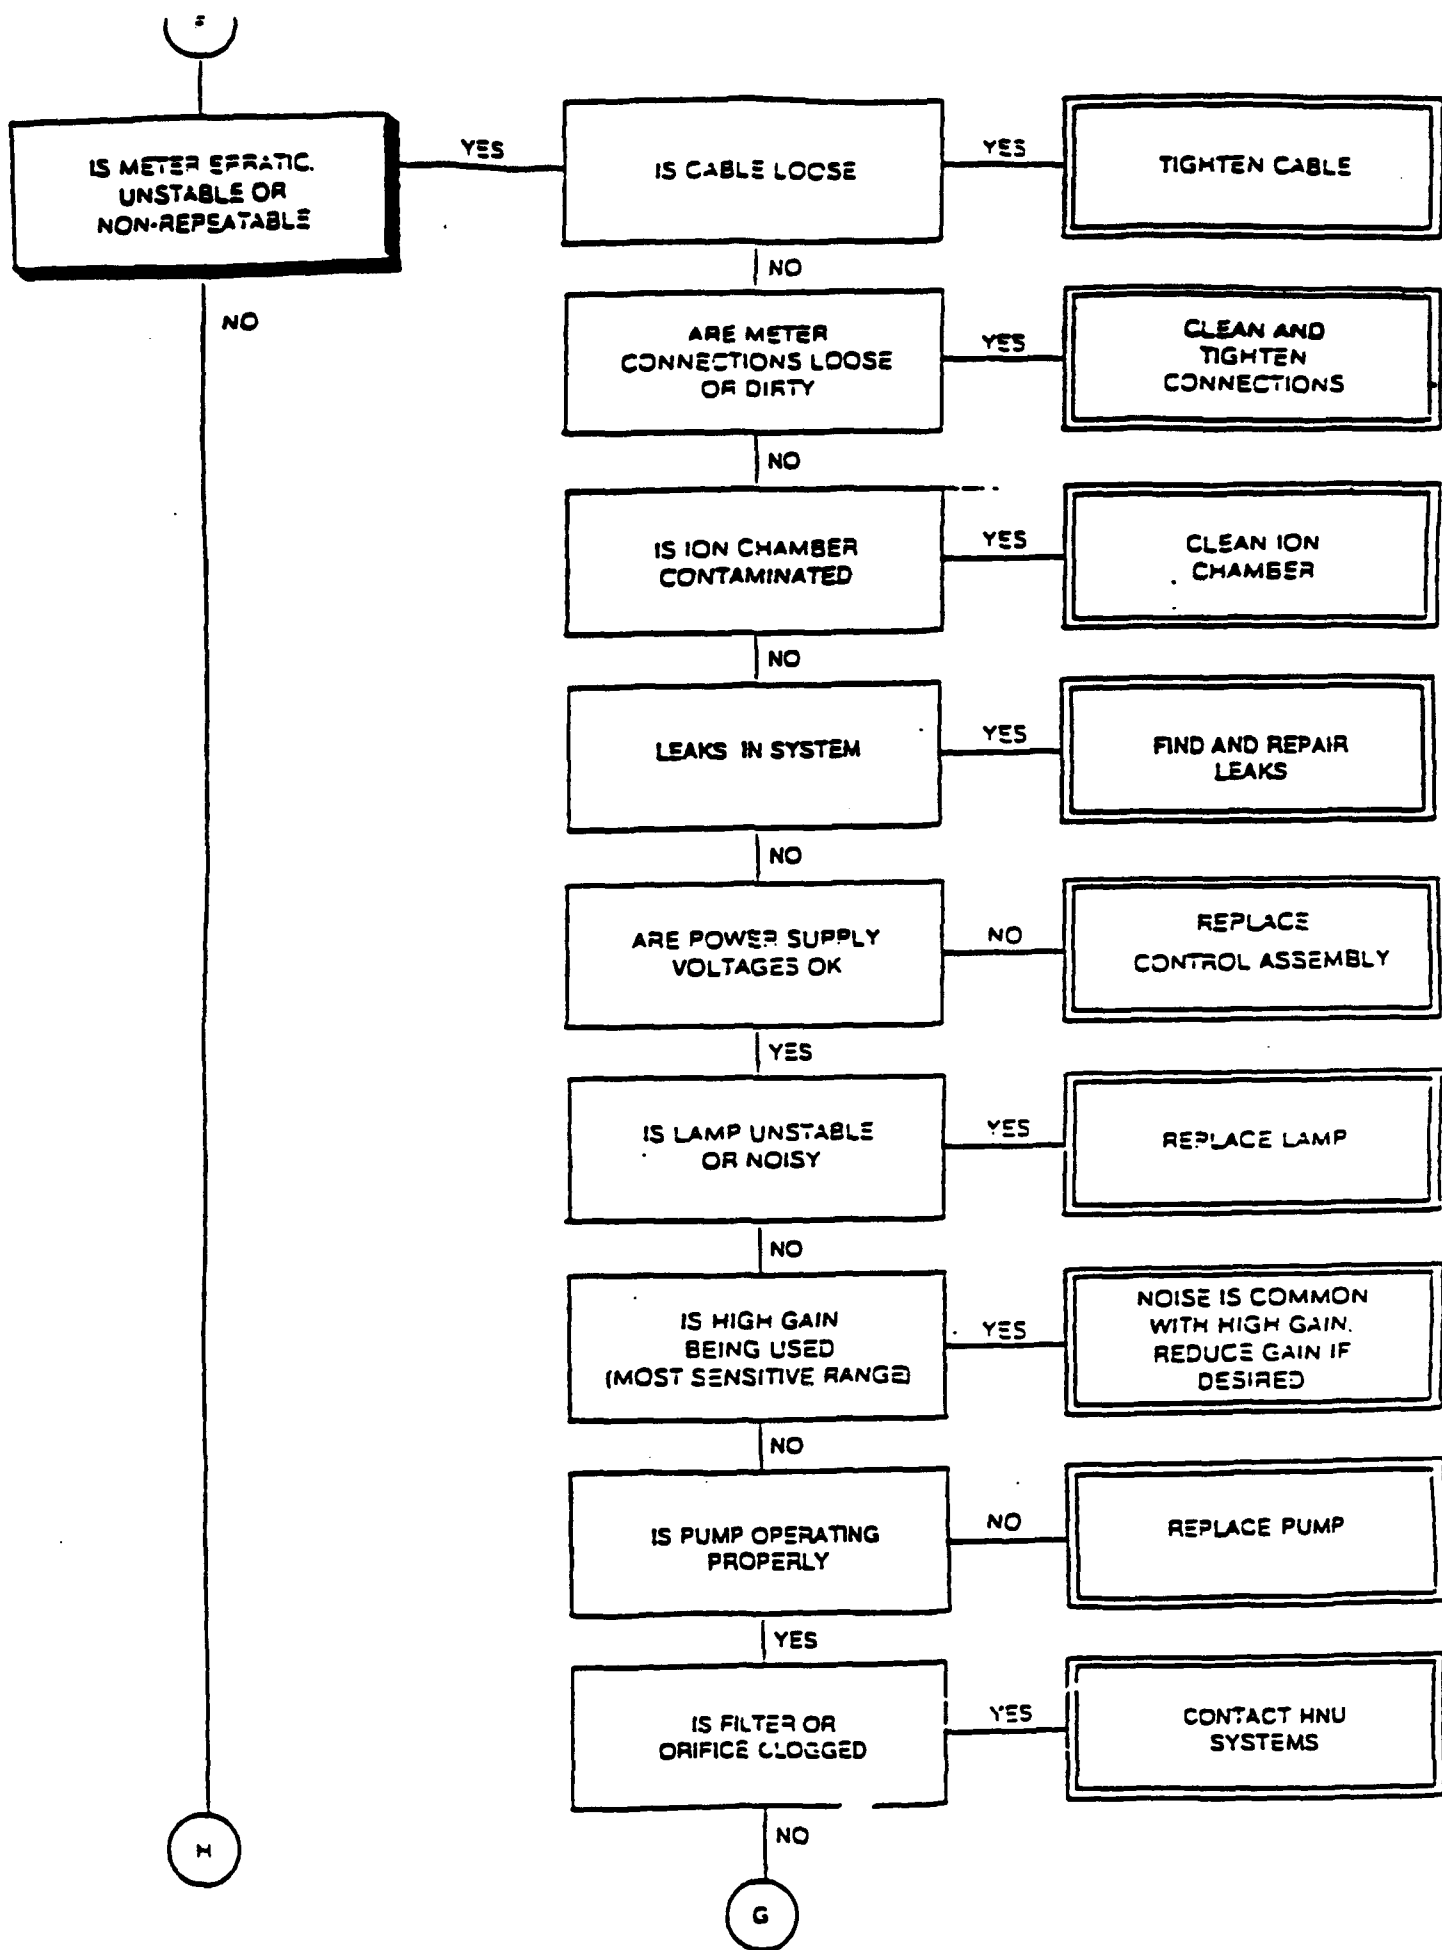 IS METER ERRATIC.
UNSTABLE OR
NON-REPEATABLE
YES
IS CABLE LOOSE
YES
TIGHTEN CABLE
NO
NO
ARE METER
CONNECTIONS LOOSE
OR DIRTY
YES
CLEAN AND
TIGHTEN
CONNECTIONS
NO
IS ION CHAMBER
CONTAMINATED
YES
CLEAN ION
CHAMBER
NO
LEAKS IN SYSTEM
YES
FIND AND REPAIR
LEAKS
NO
ARE POWER SUPPLY
VOLTAGES OK
NO
REPLACE
CONTROL ASSEMBLY
YES
IS LAMP UNSTABLE
OR NOISY
YES
REPLACE LAMP
NO
IS HIGH GAIN
BEING USED
(MOST SENSITIVE RANGE)
YES
NOISE IS COMMON
WITH HIGH GAIN.
REDUCE GAIN IF
DESIRED
NO
IS PUMP OPERATING
PROPERLY
NO
REPLACE PUMP
YES
IS FILTER OR
ORIFICE CLOGGED
YES
CONTACT HNU
SYSTEMS
NO
H
G